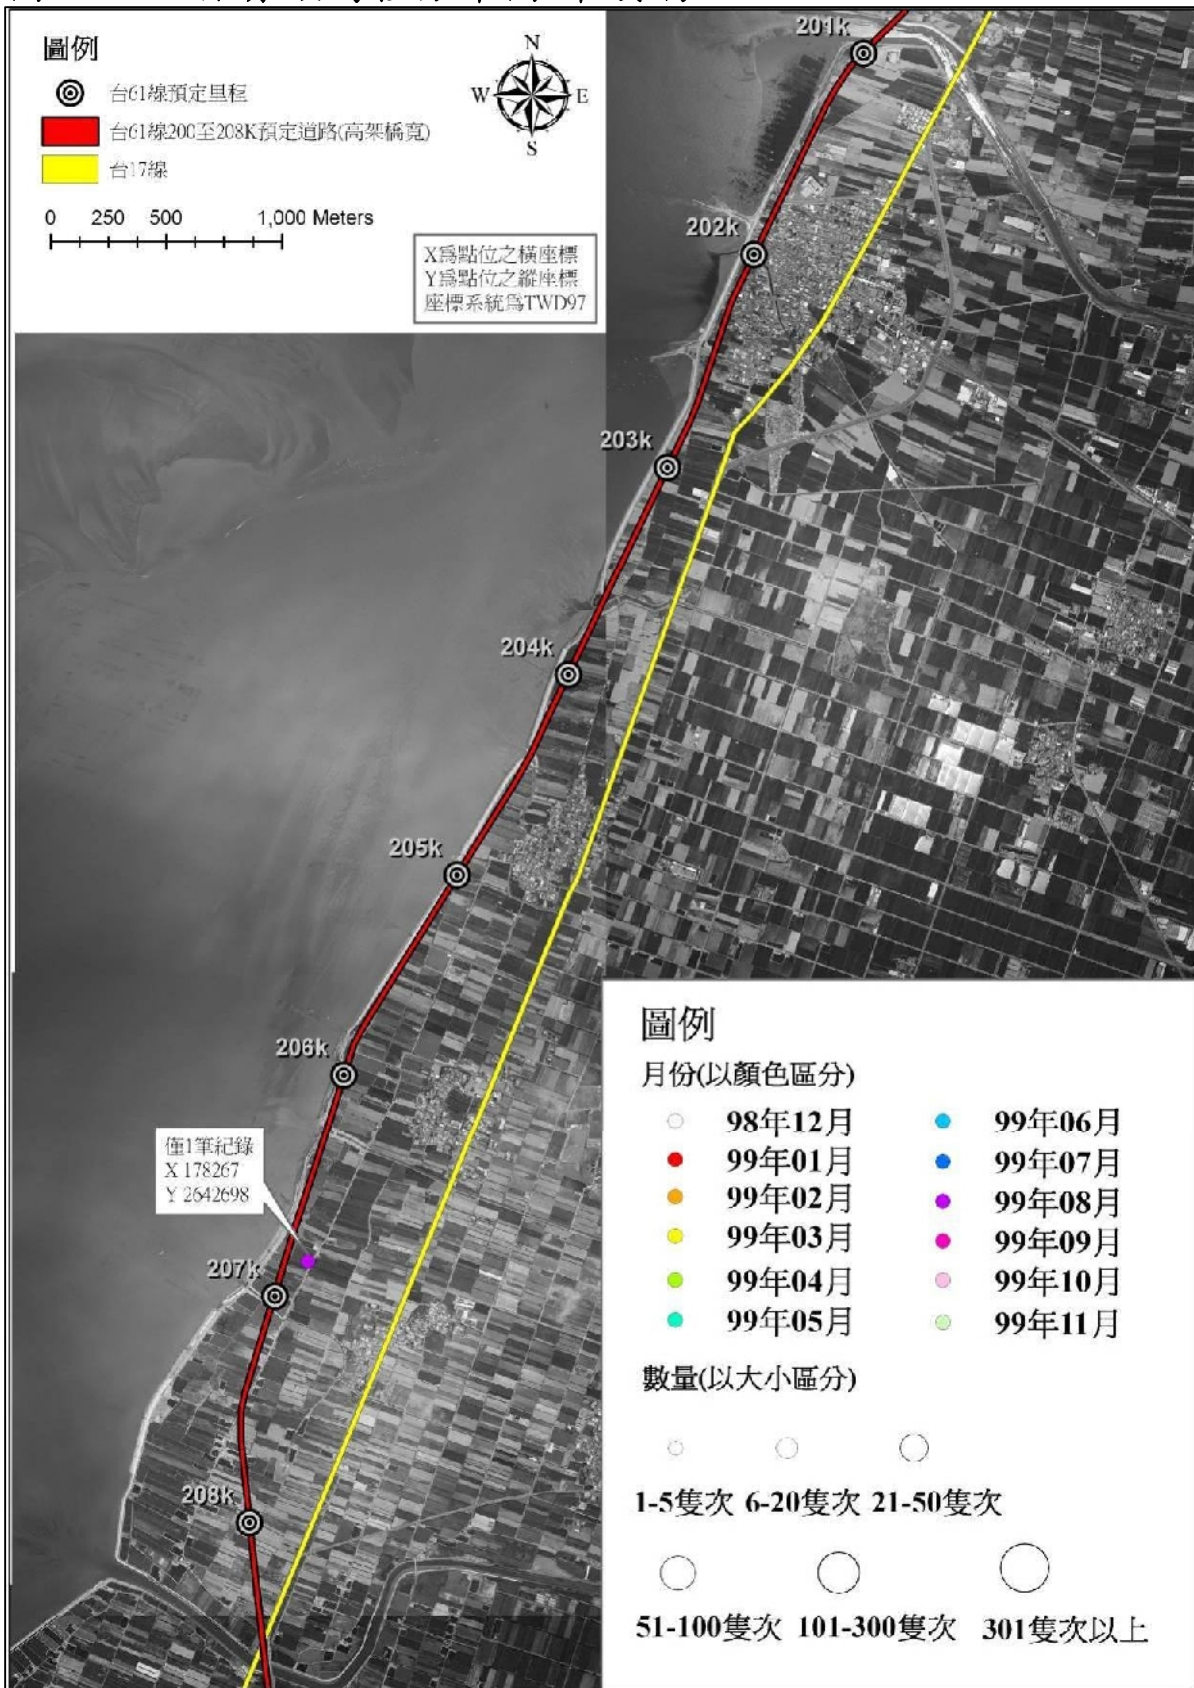 圖例
台61線預定里程
台61線200至208K預定道路(高架橋寬)
台17線
0 250 500 1,000 Meters
N
W E
S
X為點位之橫座標
Y為點位之縱座標
座標系統為TWD97
201k
202k
203k
204k
205k
206k
僅1筆紀錄
X 178267
Y 2642698
207k
208k
圖例
月份(以顏色區分)
98年12月 99年06月
99年01月 99年07月
99年02月 99年08月
99年03月 99年09月
99年04月 99年10月
99年05月 99年11月
數量(以大小區分)
1-5隻次 6-20隻次 21-50隻次
51-100隻次 101-300隻次 301隻次以上